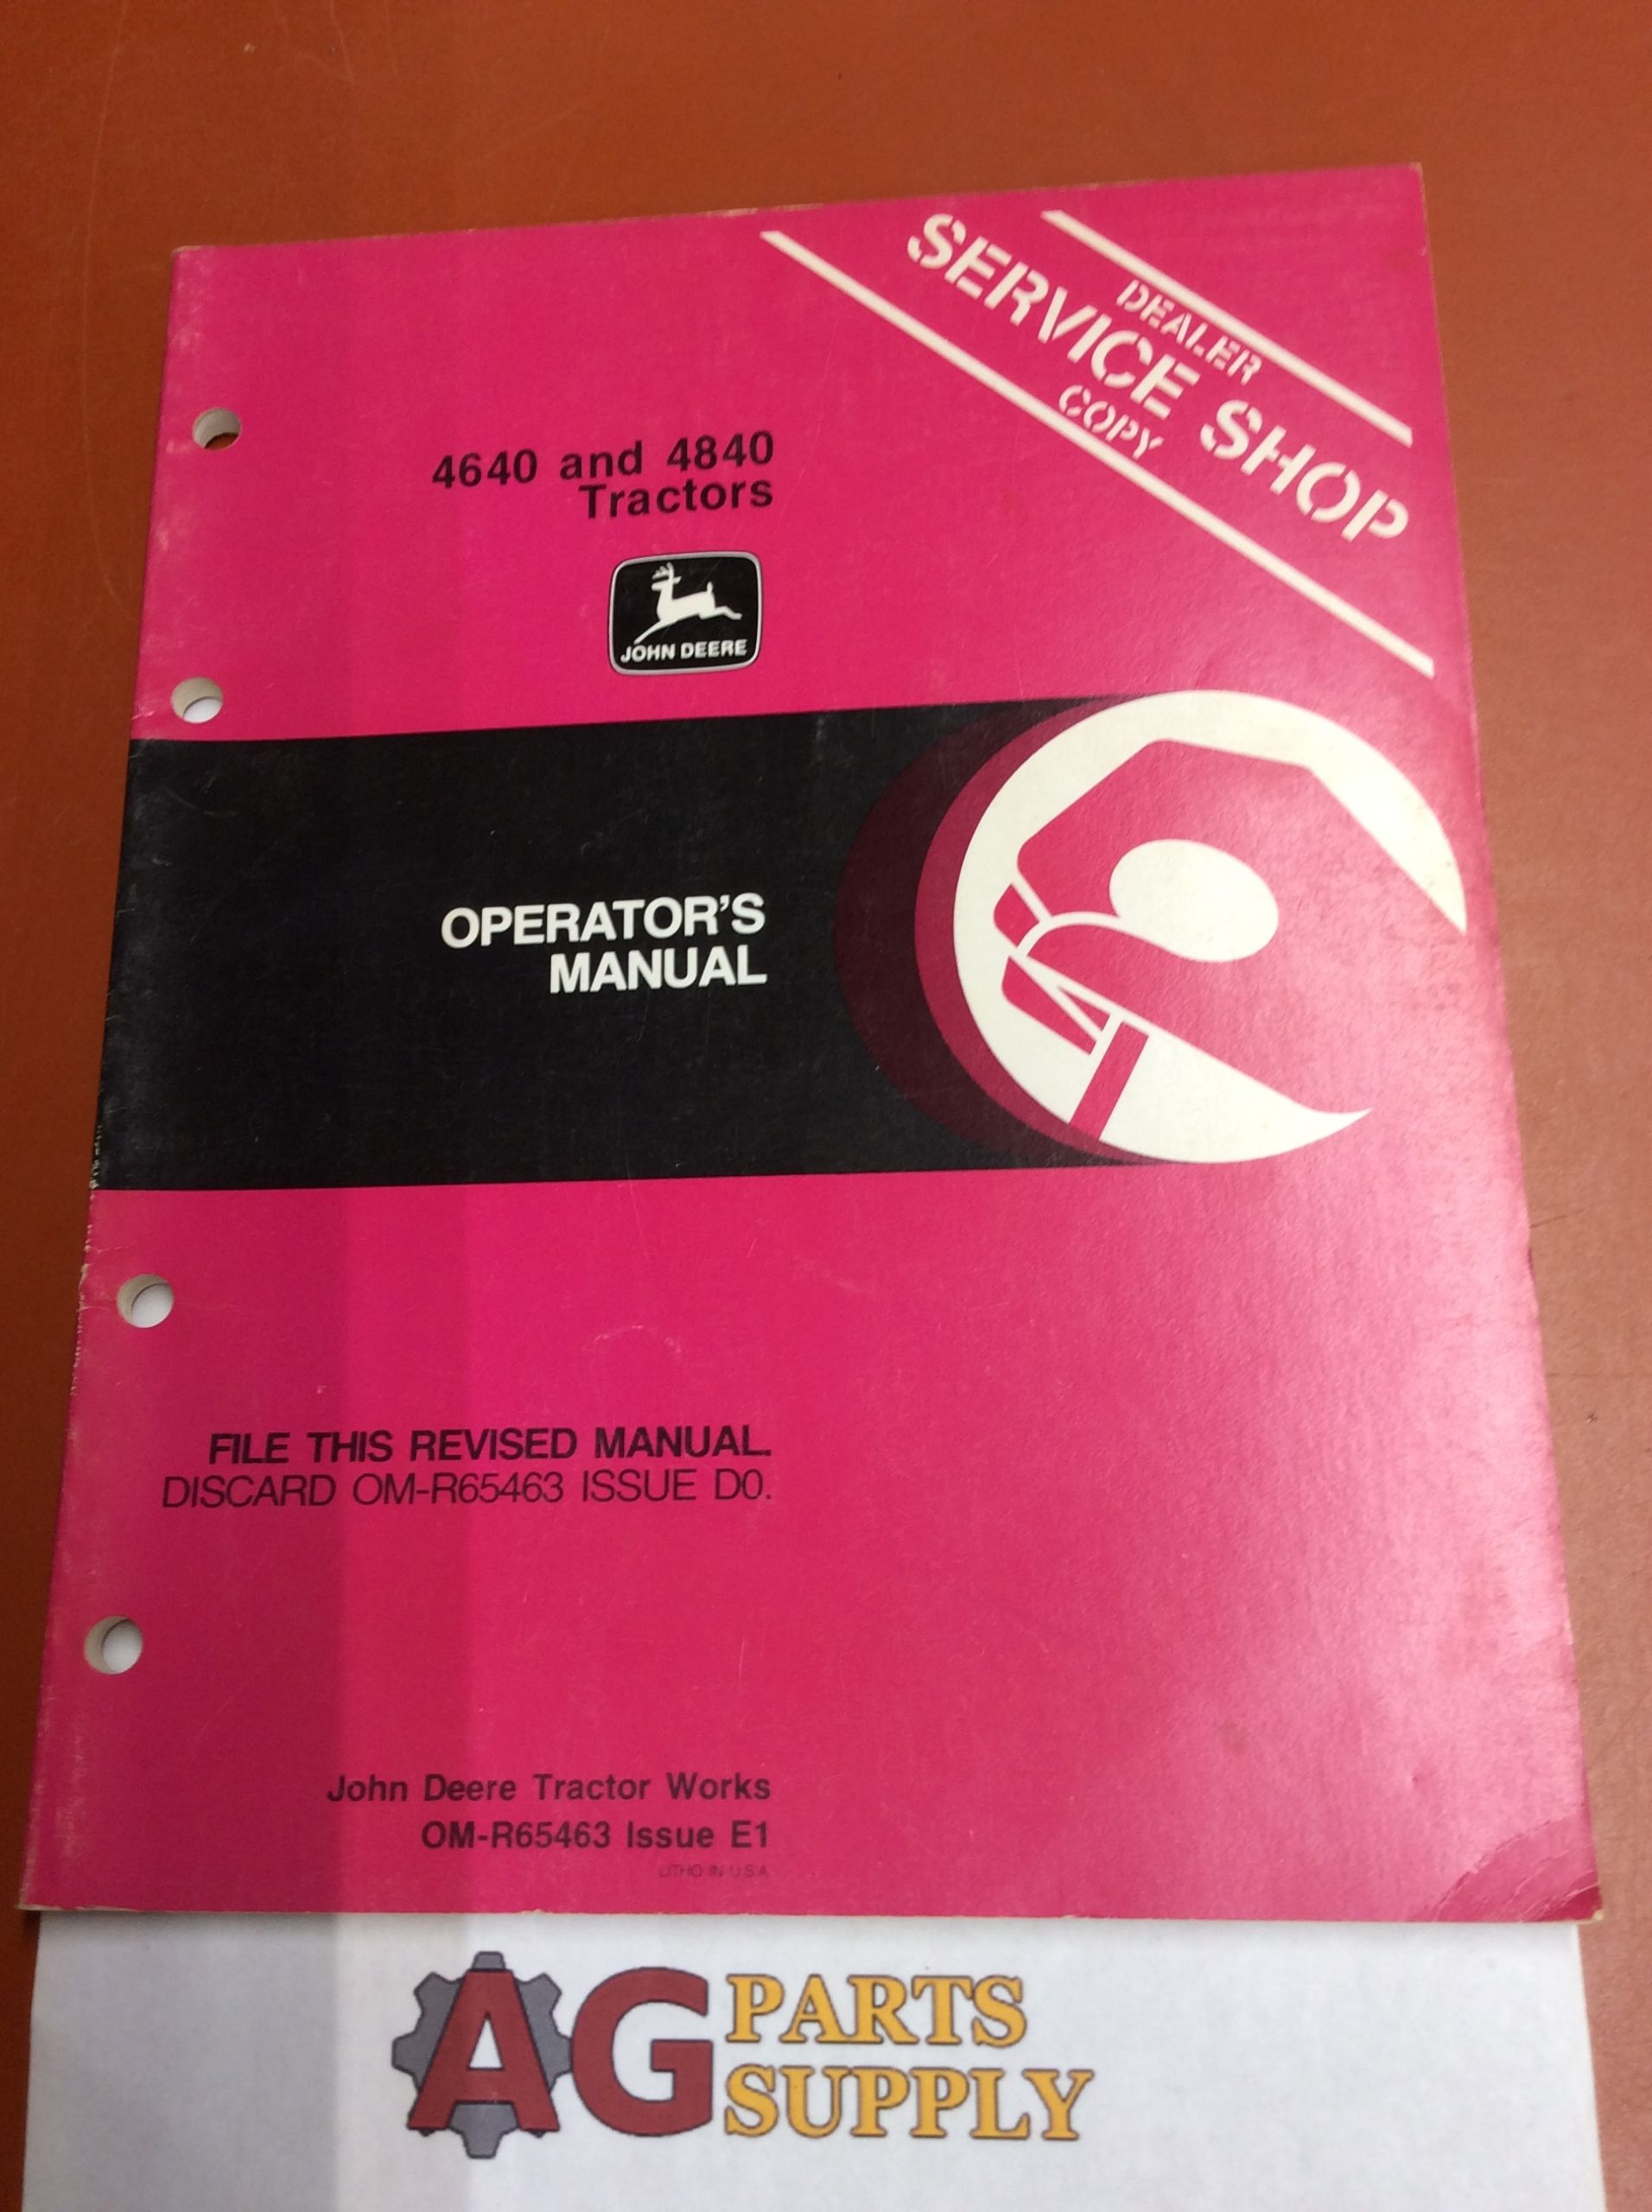 DEALER
SERVICE SHOP
COPY
4640 and 4840
Tractors
JOHN DEERE
OPERATOR'S
MANUAL
FILE THIS REVISED MANUAL.
DISCARD OM-R65463 ISSUE D0.
John Deere Tractor Works
OM-R65463 Issue E1
LITHO IN U.S.A.
AG PARTS
SUPPLY